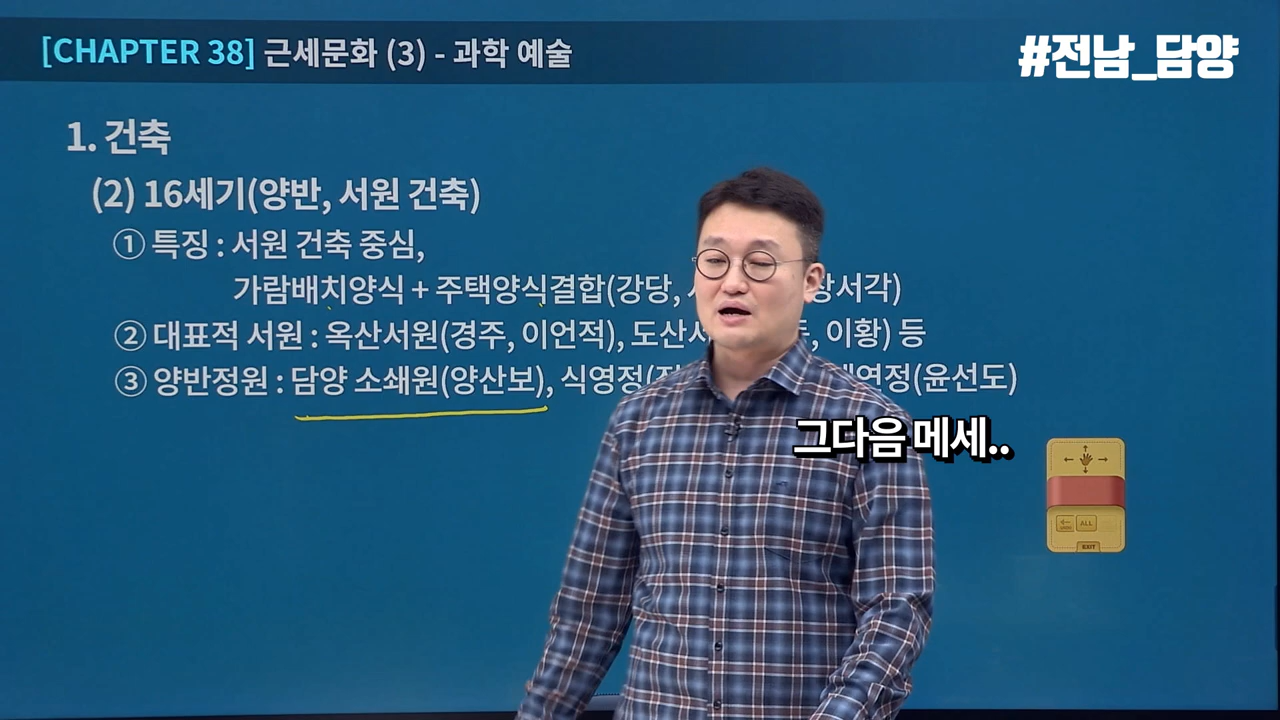 [CHAPTER 38] 근세문화 (3) - 과학 예술
#전남_담양
1. 건축
(2) 16세기(양반, 서원 건축)
① 특징 : 서원 건축 중심,
가람배치양식 + 주택양식결합(강당, 장서각)
② 대표적 서원 : 옥산서원(경주, 이언적), 도산서 이황) 등
③ 양반정원 : 담양 소쇄원(양산보), 식영정( 연정(윤선도)
그다음 메세..
ALL
EXIT